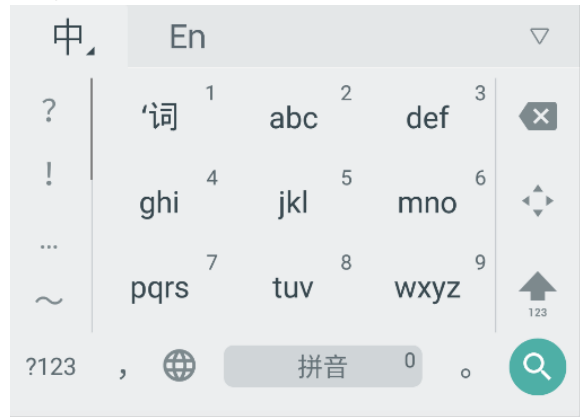 中 En
? '词 1 abc 2 def 3
! ghi 4 jkl 5 mno 6
...
～ pqrs 7 tuv 8 wxyz 9 123
?123 , 拼音 0 。